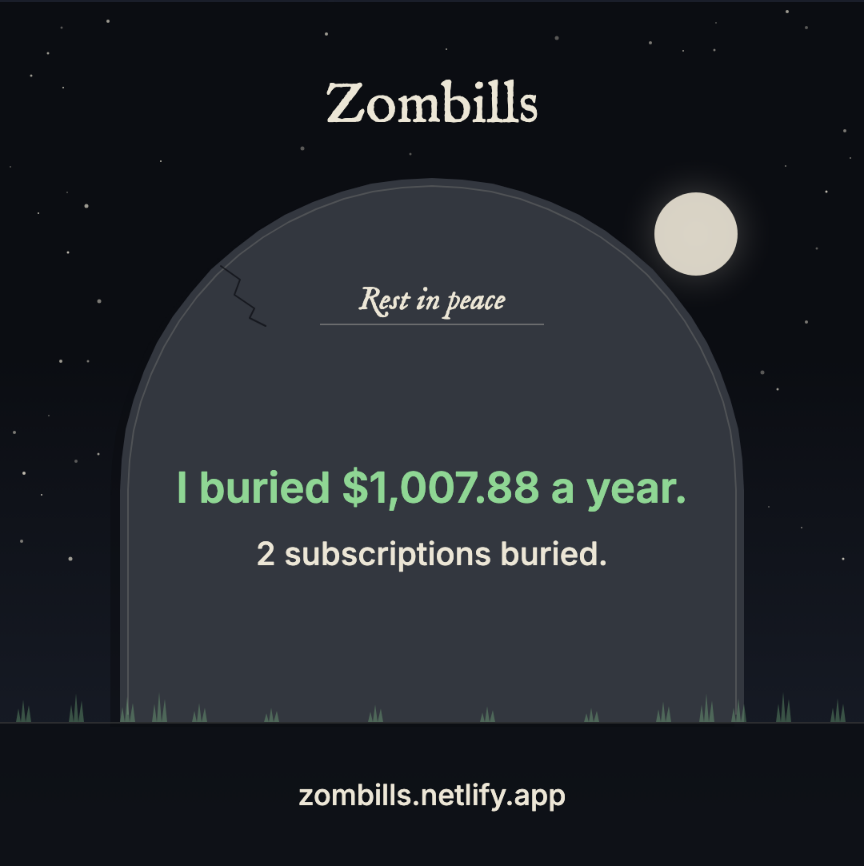 Zombills
Rest in peace
I buried $1,007.88 a year.
2 subscriptions buried.
zombills.netlify.app